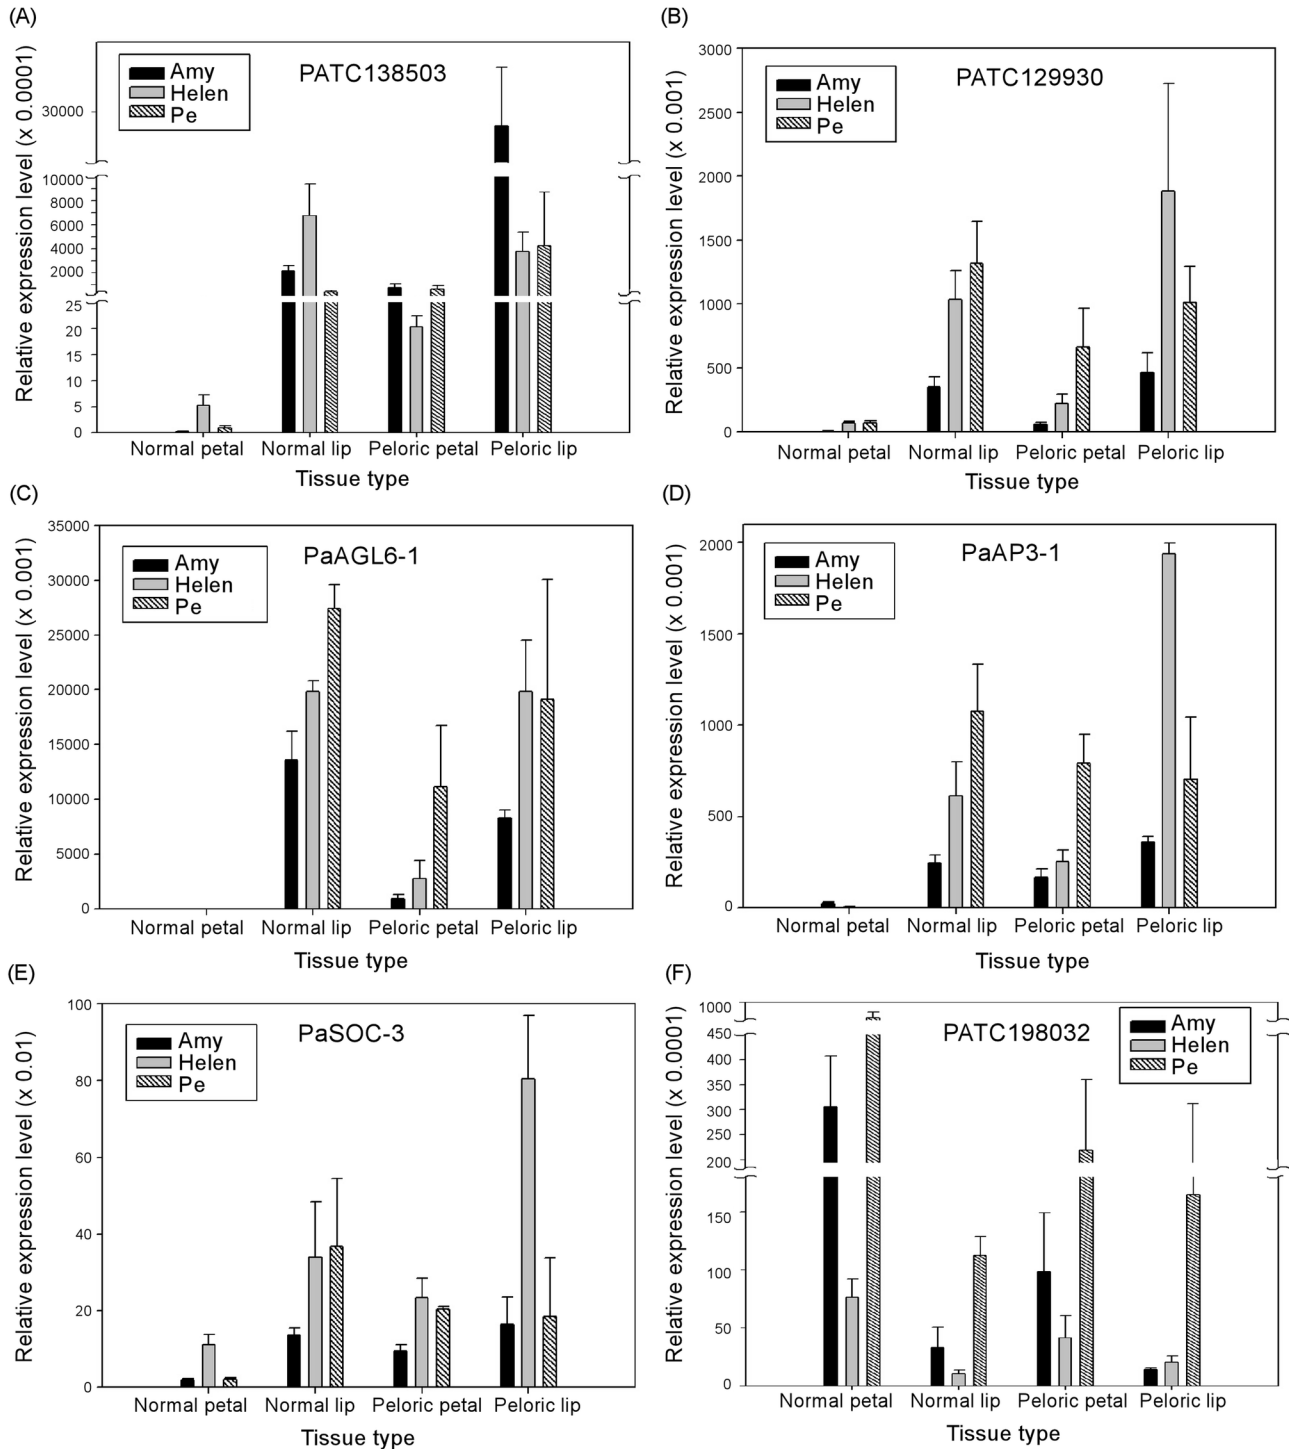 (A)
PATC138503
Amy
Helen
Pe
Relative expression level (x 0.0001)
30000
10000
8000
6000
4000
2000
25
20
15
10
5
0
Normal petal Normal lip Peloric petal Peloric lip
Tissue type
(B)
PATC129930
Amy
Helen
Pe
Relative expression level (x 0.001)
3000
2500
2000
1500
1000
500
0
Normal petal Normal lip Peloric petal Peloric lip
Tissue type
(C)
PaAGL6-1
Amy
Helen
Pe
Relative expression level (x 0.001)
35000
30000
25000
20000
15000
10000
5000
0
Normal petal Normal lip Peloric petal Peloric lip
Tissue type
(D)
PaAP3-1
Amy
Helen
Pe
Relative expression level (x 0.001)
2000
1500
1000
500
0
Normal petal Normal lip Peloric petal Peloric lip
Tissue type
(E)
PaSOC-3
Amy
Helen
Pe
Relative expression level (x 0.01)
100
80
60
40
20
0
Normal petal Normal lip Peloric petal Peloric lip
Tissue type
(F)
PATC198032
Amy
Helen
Pe
Relative expression level (x 0.0001)
1000
450
400
350
300
250
200
150
100
50
0
Normal petal Normal lip Peloric petal Peloric lip
Tissue type